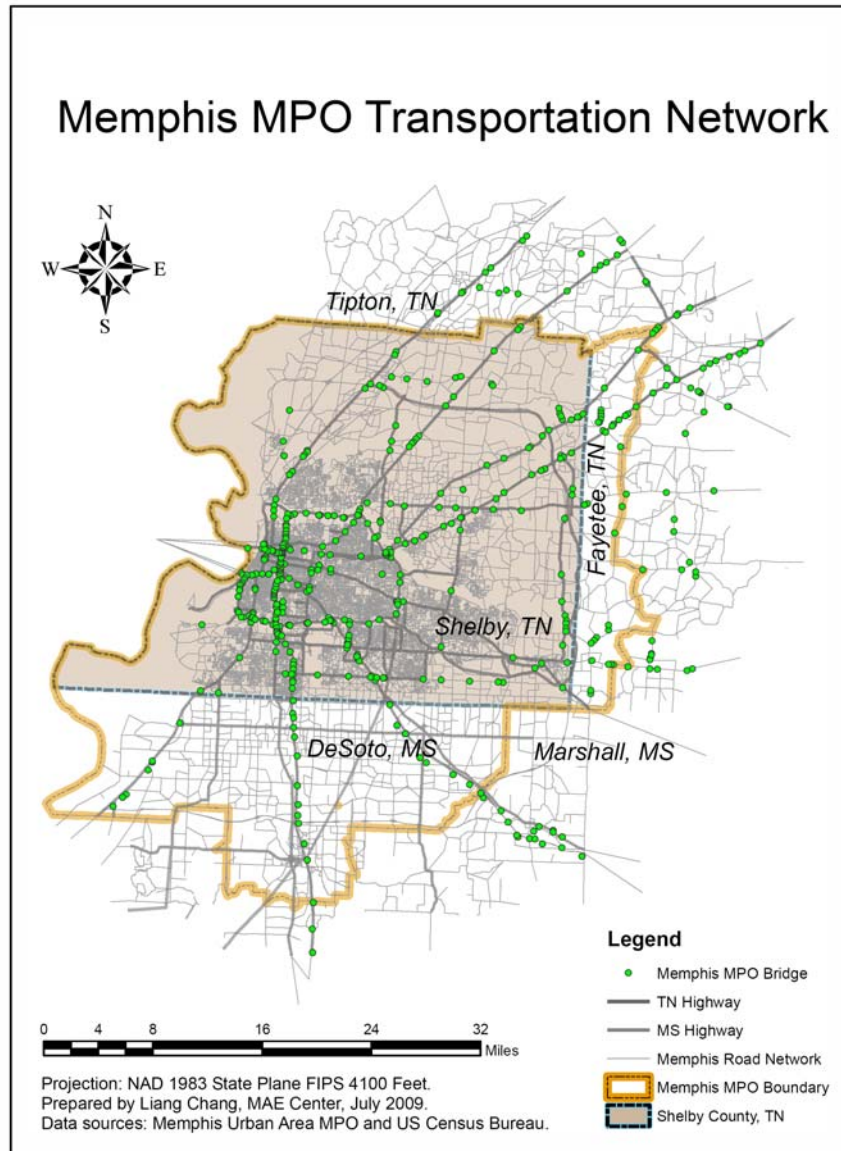 Memphis MPO Transportation Network
N
W E
S
Tipton, TN
Fayetee, TN
Shelby, TN
DeSoto, MS
Marshall, MS
Legend
Memphis MPO Bridge
TN Highway
MS Highway
Memphis Road Network
Memphis MPO Boundary
Shelby County, TN
0 4 8 16 24 32
Miles
Projection: NAD 1983 State Plane FIPS 4100 Feet.
Prepared by Liang Chang, MAE Center, July 2009.
Data sources: Memphis Urban Area MPO and US Census Bureau.